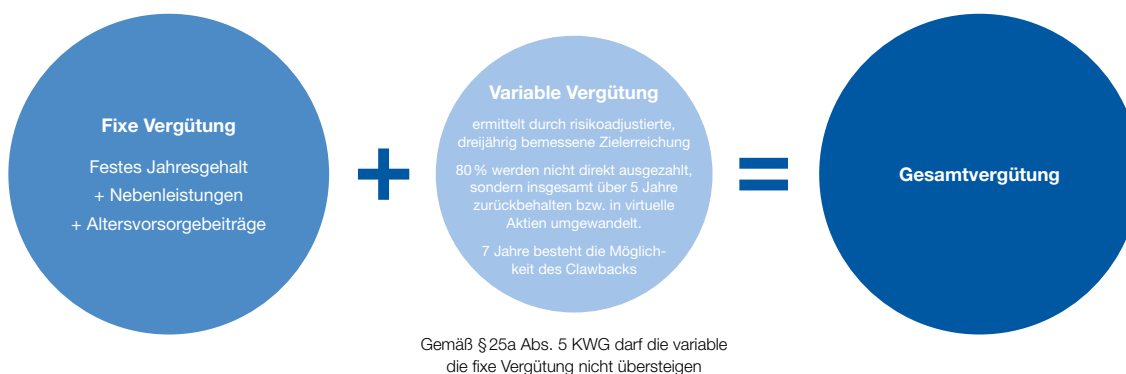 Fixe Vergütung
Festes Jahresgehalt
+ Nebenleistungen
+ Altersvorsorgebeiträge
+
Variable Vergütung
ermittelt durch risikoadjustierte,
dreijährig bemessene Zielerreichung
80 % werden nicht direkt ausgezahlt,
sondern insgesamt über 5 Jahre
zurückbehalten bzw. in virtuelle
Aktien umgewandelt.
7 Jahre besteht die Möglich-
keit des Clawbacks
=
Gesamtvergütung
Gemäß § 25a Abs. 5 KWG darf die variable
die fixe Vergütung nicht übersteigen